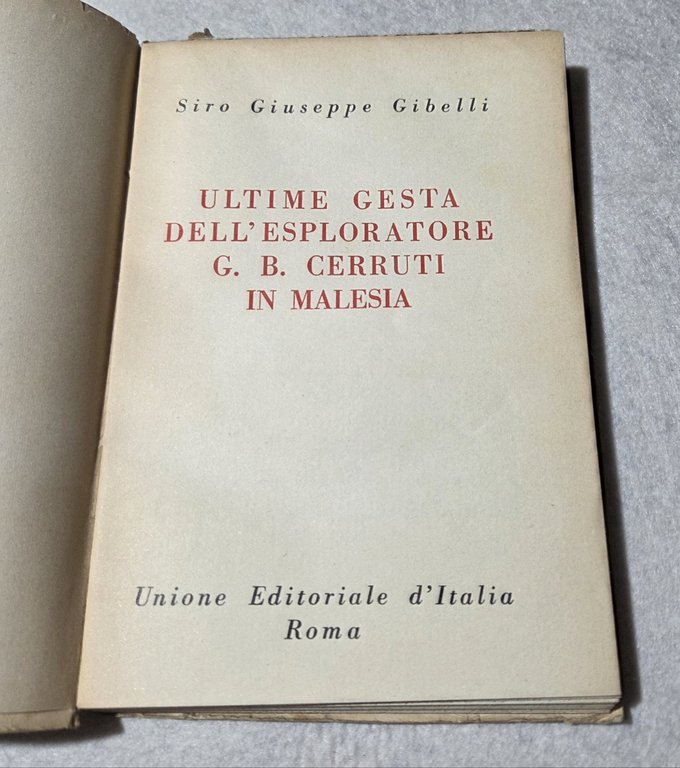 Siro Giuseppe Gibelli
ULTIME GESTA
DELL'ESPLORATORE
G. B. CERRUTI
IN MALESIA
Unione Editoriale d'Italia
Roma